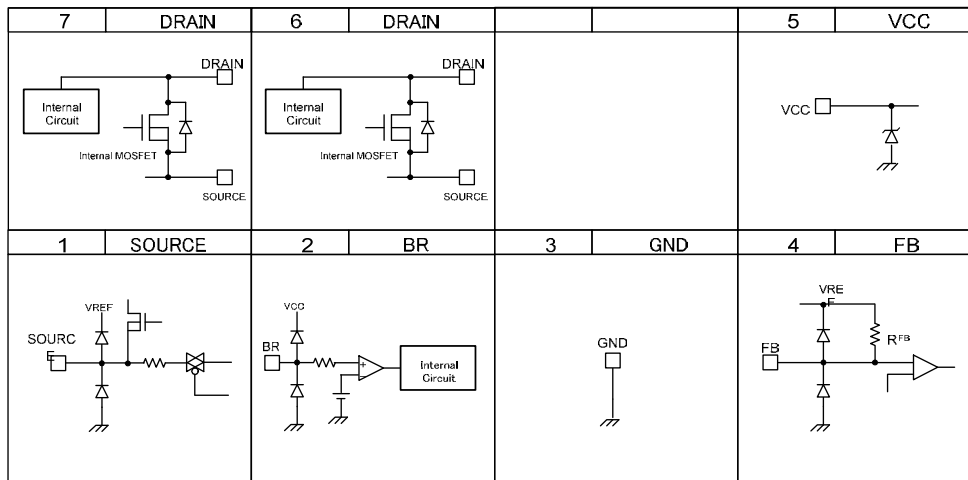 7 DRAIN 6 DRAIN 5 VCC
DRAIN
Internal
Circuit
Internal MOSFET
SOURCE
DRAIN
Internal
Circuit
Internal MOSFET
SOURCE
VCC
1 SOURCE 2 BR 3 GND 4 FB
VREF
SOURC
E
VCC
BR
+
-
internal
Circuit
GND
VRE
F
RFB
FB